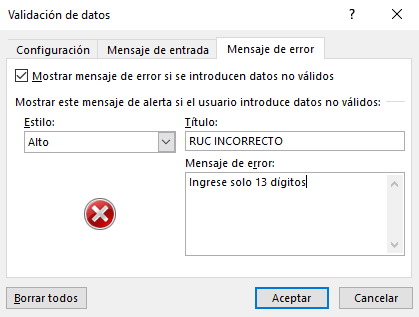 Validación de datos
?
Configuración
Mensaje de entrada
Mensaje de error
Mostrar mensaje de error si se introducen datos no válidos
Mostrar este mensaje de alerta si el usuario introduce datos no válidos:
Estilo:
Título:
Alto
RUC INCORRECTO
Mensaje de error:
Ingrese solo 13 dígitos
Borrar todos
Aceptar
Cancelar